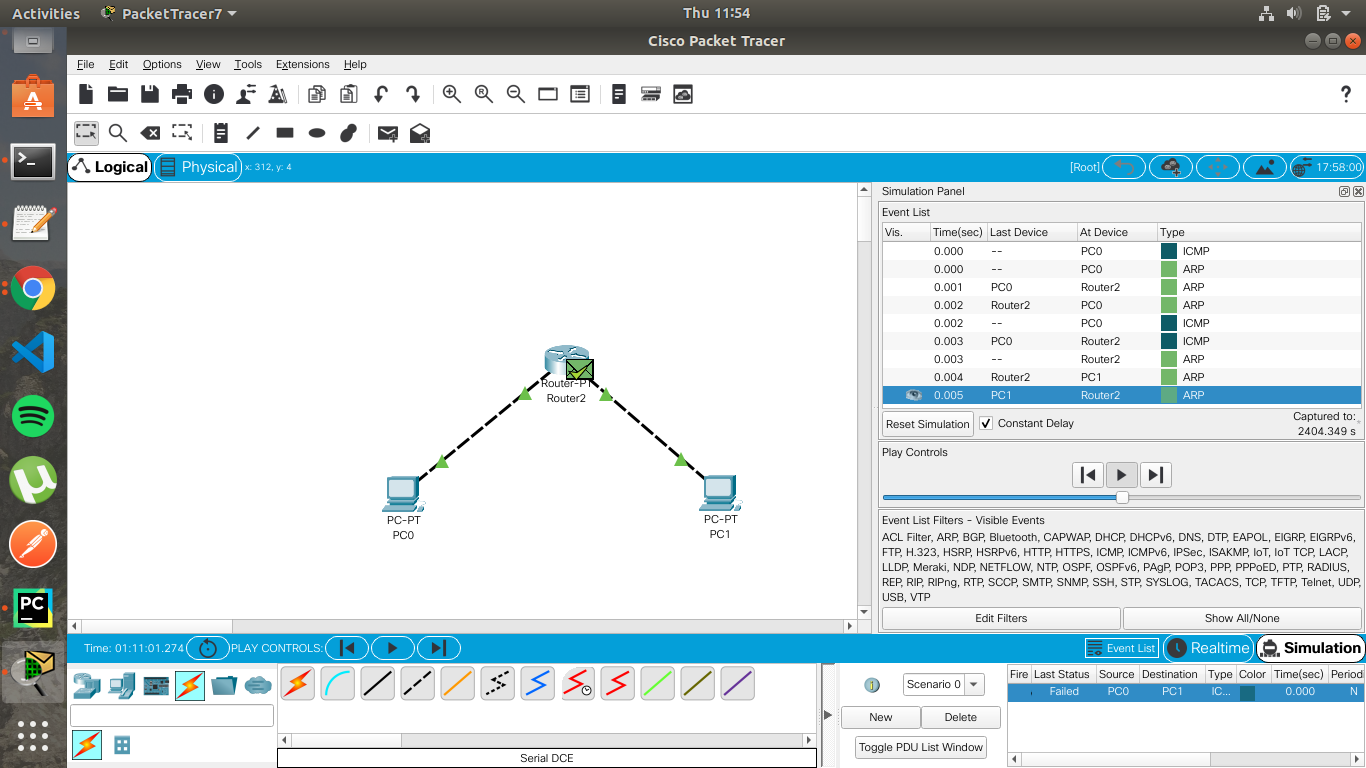 Activities PacketTracer7 Thu 11:54
Cisco Packet Tracer
File Edit Options View Tools Extensions Help
?
Logical Physical x: 312, y: 4 [Root] 17:58:00
Simulation Panel
Event List
Vis. Time(sec) Last Device At Device Type
0.000 -- PC0 ICMP
0.000 -- PC0 ARP
0.001 PC0 Router2 ARP
0.002 Router2 PC0 ARP
0.002 -- PC0 ICMP
0.003 PC0 Router2 ICMP
0.003 -- Router2 ARP
0.004 Router2 PC1 ARP
0.005 PC1 Router2 ARP
Router-PT
Router2
PC-PT
PC0
PC-PT
PC1
Reset Simulation Constant Delay Captured to:
2404.349 s
Play Controls
Event List Filters - Visible Events
ACL Filter, ARP, BGP, Bluetooth, CAPWAP, DHCP, DHCPv6, DNS, DTP, EAPOL, EIGRP, EIGRPv6,
FTP, H.323, HSRP, HSRPv6, HTTP, HTTPS, ICMP, ICMPv6, IPSec, ISAKMP, IoT, IoT TCP, LACP,
LLDP, Meraki, NDP, NETFLOW, NTP, OSPF, OSPFv6, PAgP, POP3, PPP, PPPoED, PTP, RADIUS,
REP, RIP, RIPng, RTP, SCCP, SMTP, SNMP, SSH, STP, SYSLOG, TACACS, TCP, TFTP, Telnet, UDP,
USB, VTP
Edit Filters Show All/None
Time: 01:11:01.274 PLAY CONTROLS: Event List Realtime Simulation
Scenario 0
New Delete
Toggle PDU List Window
Fire Last Status Source Destination Type Color Time(sec) Period
Failed PC0 PC1 IC... 0.000 N
Serial DCE
PC